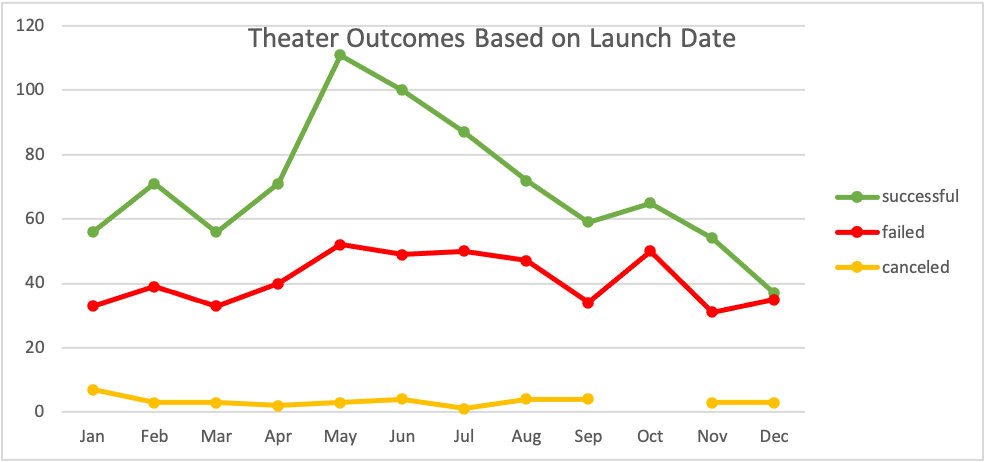 Theater Outcomes Based on Launch Date
120
100
80
60
40
20
0
Jan Feb Mar Apr May Jun Jul Aug Sep Oct Nov Dec
successful
failed
canceled